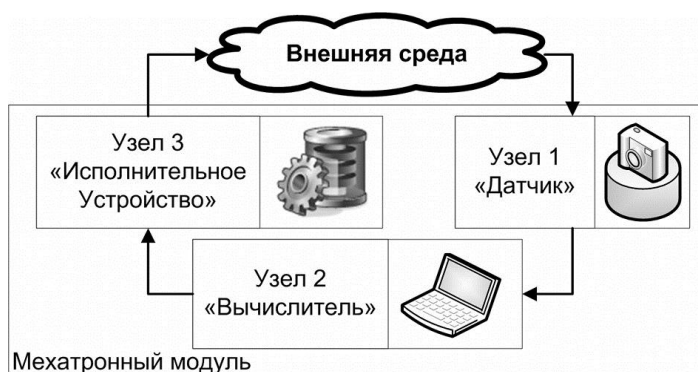 Внешняя среда
Узел 3
«Исполнительное
Устройство»
Узел 1
«Датчик»
Узел 2
«Вычислитель»
Мехатронный модуль